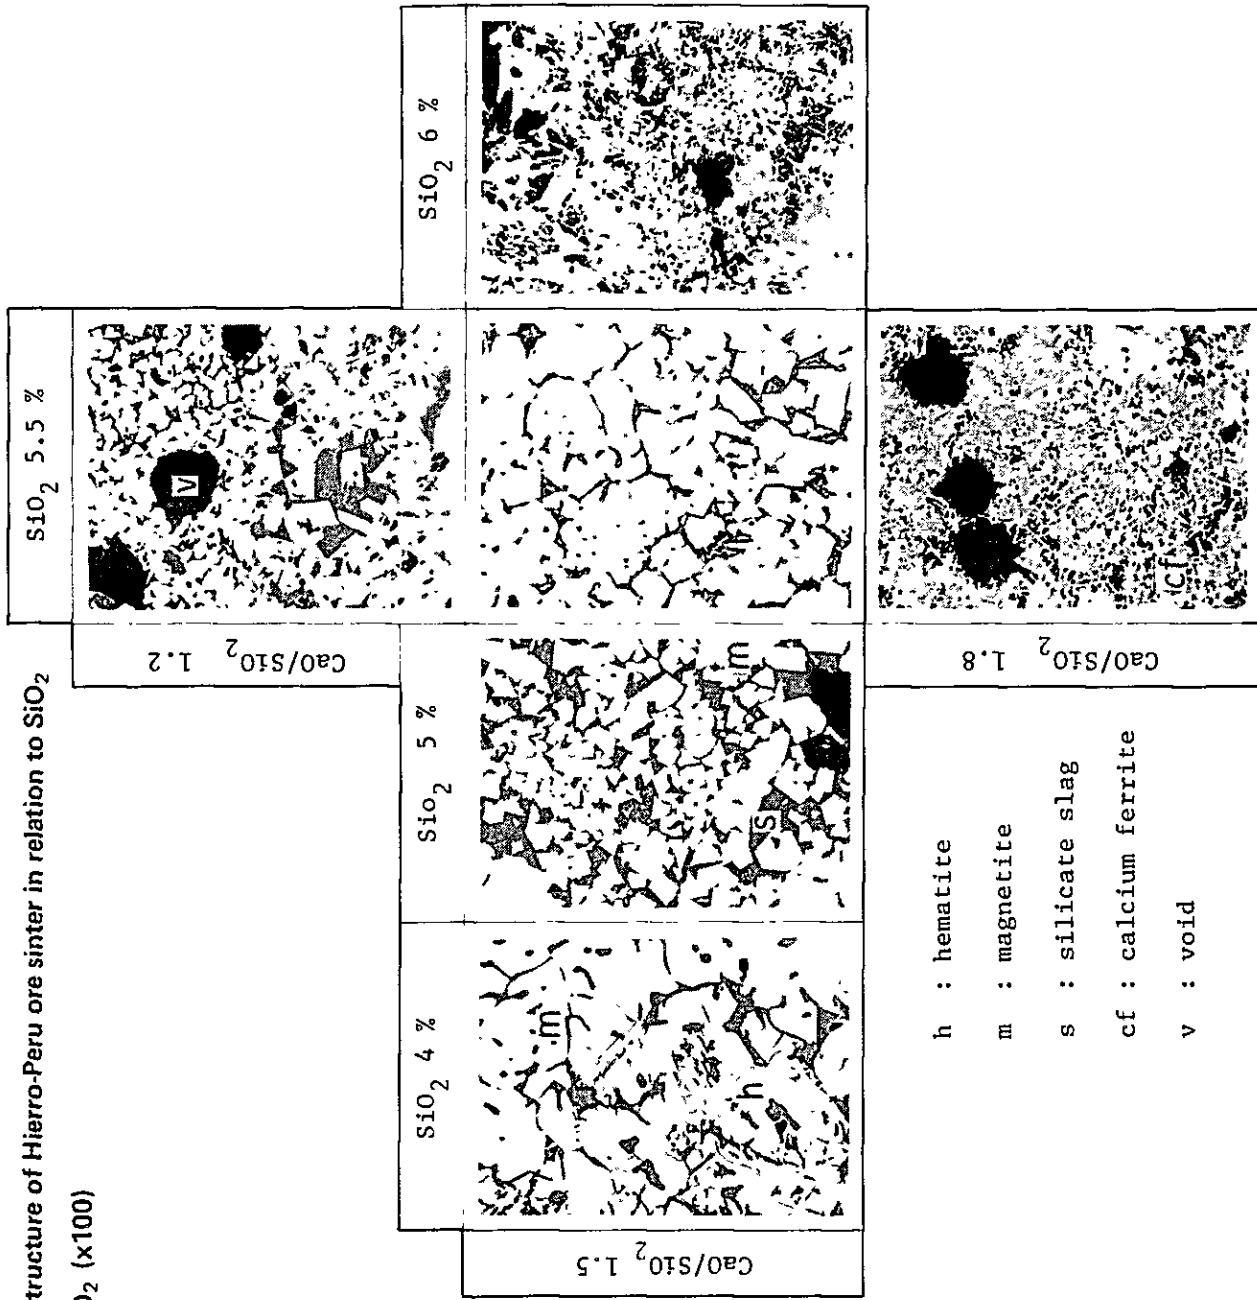 tructure of Hierro-Peru ore sinter in relation to SiO2
O2 (x100)
SiO2 5.5 %
CaO/SiO2 1.2
v
SiO2 4 %
Sio2 5 %
SiO2 6 %
CaO/SiO2 1.5
m
h
s
m
CaO/SiO2 1.8
cf
h : hematite
m : magnetite
s : silicate slag
cf : calcium ferrite
v : void